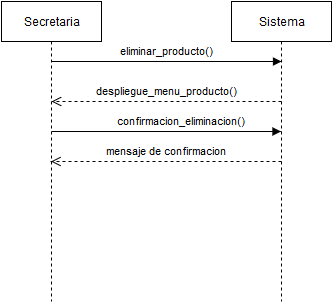 Secretaria
Sistema
eliminar_producto()
despliegue_menu_producto()
confirmacion_eliminacion()
mensaje de confirmacion